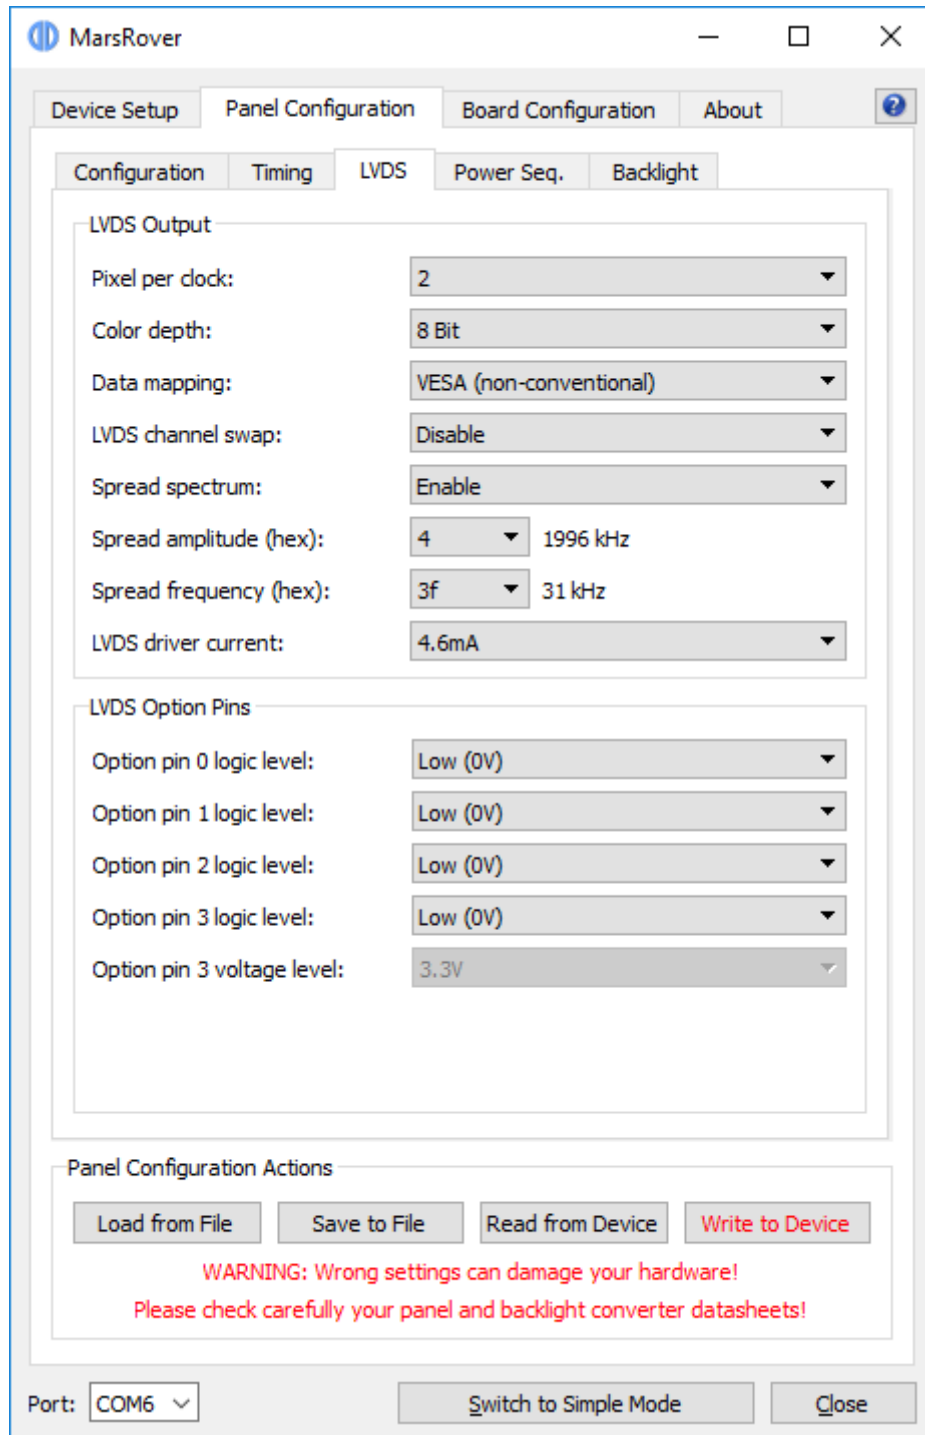 MarsRover
Device Setup Panel Configuration Board Configuration About
Configuration Timing LVDS Power Seq. Backlight
LVDS Output
Pixel per clock: 2
Color depth: 8 Bit
Data mapping: VESA (non-conventional)
LVDS channel swap: Disable
Spread spectrum: Enable
Spread amplitude (hex): 4 1996 kHz
Spread frequency (hex): 3f 31 kHz
LVDS driver current: 4.6mA
LVDS Option Pins
Option pin 0 logic level: Low (0V)
Option pin 1 logic level: Low (0V)
Option pin 2 logic level: Low (0V)
Option pin 3 logic level: Low (0V)
Option pin 3 voltage level: 3.3V
Panel Configuration Actions
Load from File Save to File Read from Device Write to Device
WARNING: Wrong settings can damage your hardware!
Please check carefully your panel and backlight converter datasheets!
Port: COM6 Switch to Simple Mode Close